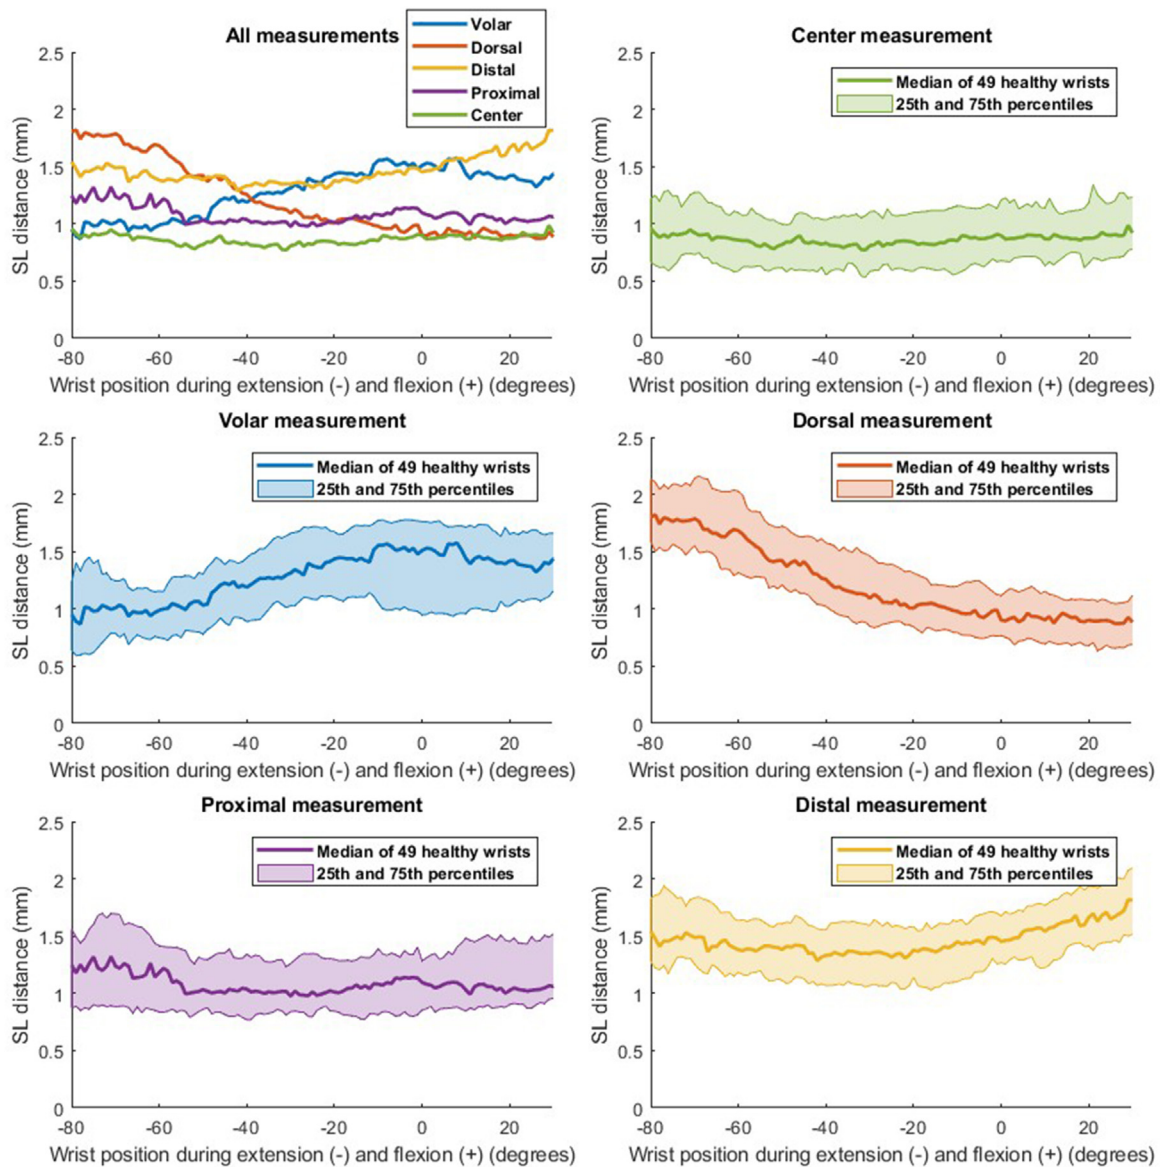 All measurements
Volar
Dorsal
Distal
Proximal
Center
2.5
2
1.5
1
0.5
0
SL distance (mm)
-80 -60 -40 -20 0 20
Wrist position during extension (-) and flexion (+) (degrees)
Center measurement
Median of 49 healthy wrists
25th and 75th percentiles
2.5
2
1.5
1
0.5
0
SL distance (mm)
-80 -60 -40 -20 0 20
Wrist position during extension (-) and flexion (+) (degrees)
Volar measurement
Median of 49 healthy wrists
25th and 75th percentiles
2.5
2
1.5
1
0.5
0
SL distance (mm)
-80 -60 -40 -20 0 20
Wrist position during extension (-) and flexion (+) (degrees)
Dorsal measurement
Median of 49 healthy wrists
25th and 75th percentiles
2.5
2
1.5
1
0.5
0
SL distance (mm)
-80 -60 -40 -20 0 20
Wrist position during extension (-) and flexion (+) (degrees)
Proximal measurement
Median of 49 healthy wrists
25th and 75th percentiles
2.5
2
1.5
1
0.5
0
SL distance (mm)
-80 -60 -40 -20 0 20
Wrist position during extension (-) and flexion (+) (degrees)
Distal measurement
Median of 49 healthy wrists
25th and 75th percentiles
2.5
2
1.5
1
0.5
0
SL distance (mm)
-80 -60 -40 -20 0 20
Wrist position during extension (-) and flexion (+) (degrees)